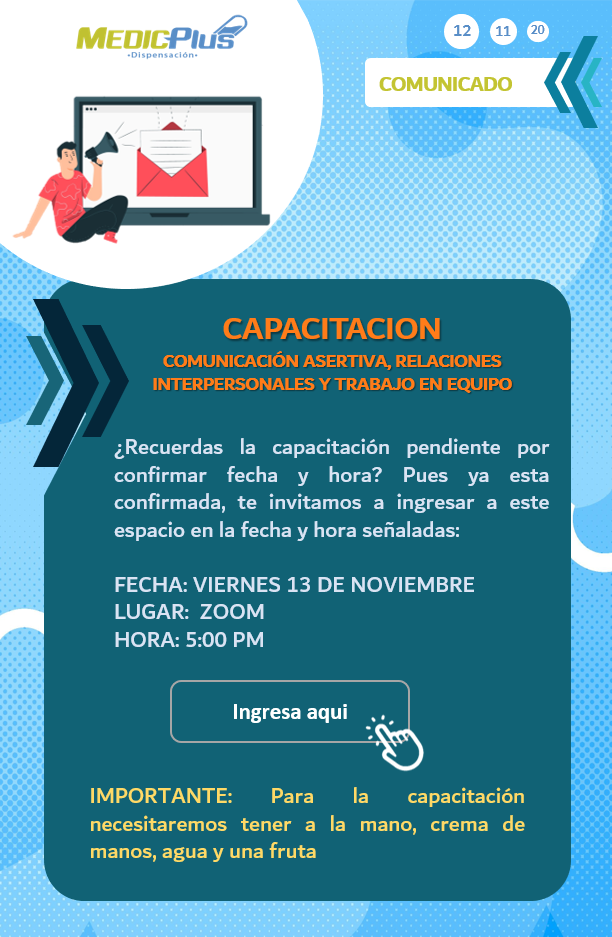 MEDICPLUS
•Dispensación•
12 11 20
COMUNICADO
CAPACITACION
COMUNICACIÓN ASERTIVA, RELACIONES
INTERPERSONALES Y TRABAJO EN EQUIPO
¿Recuerdas la capacitación pendiente por
confirmar fecha y hora? Pues ya esta
confirmada, te invitamos a ingresar a este
espacio en la fecha y hora señaladas:
FECHA: VIERNES 13 DE NOVIEMBRE
LUGAR: ZOOM
HORA: 5:00 PM
Ingresa aqui
IMPORTANTE: Para la capacitación
necesitaremos tener a la mano, crema de
manos, agua y una fruta